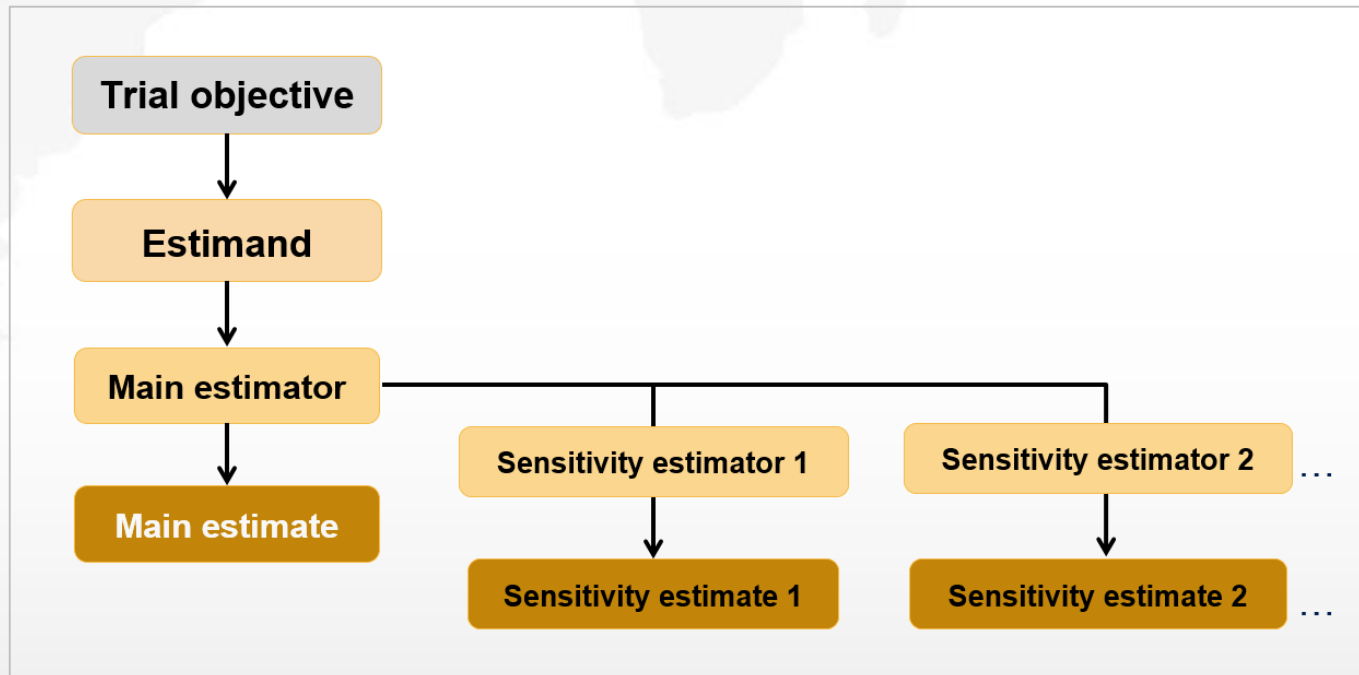 Trial objective
Estimand
Main estimator
Sensitivity estimator 1
Sensitivity estimator 2 ...
Main estimate
Sensitivity estimate 1
Sensitivity estimate 2 ...